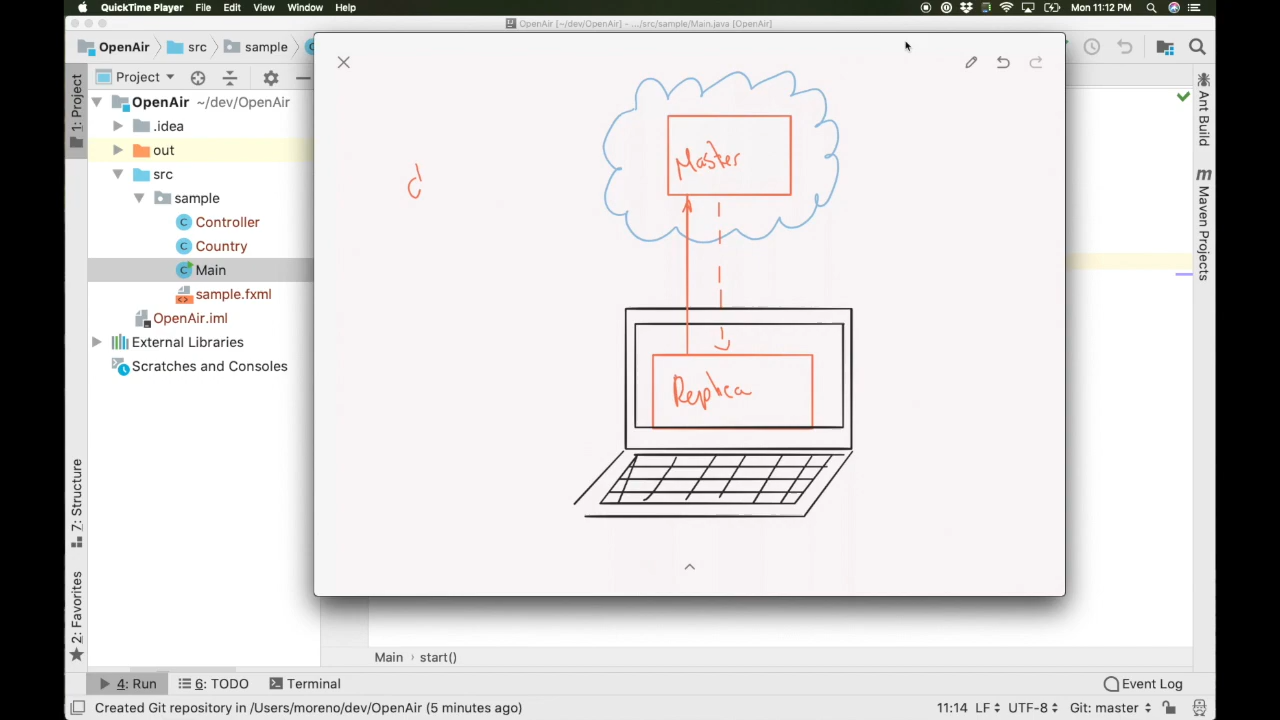 QuickTime Player File Edit View Window Help Mon 11:12 PM
OpenAir [~/dev/OpenAir] - .../src/sample/Main.java [OpenAir]
OpenAir src sample
1: Project
Project
OpenAir ~/dev/OpenAir
.idea
out
src
sample
Controller
Country
Main
sample.fxml
OpenAir.iml
External Libraries
Scratches and Consoles
Master
Replica
Ant Build
Maven Projects
7: Structure
2: Favorites
Main › start()
4: Run 6: TODO Terminal Event Log
Created Git repository in /Users/moreno/dev/OpenAir (5 minutes ago) 11:14 LF UTF-8 Git: master